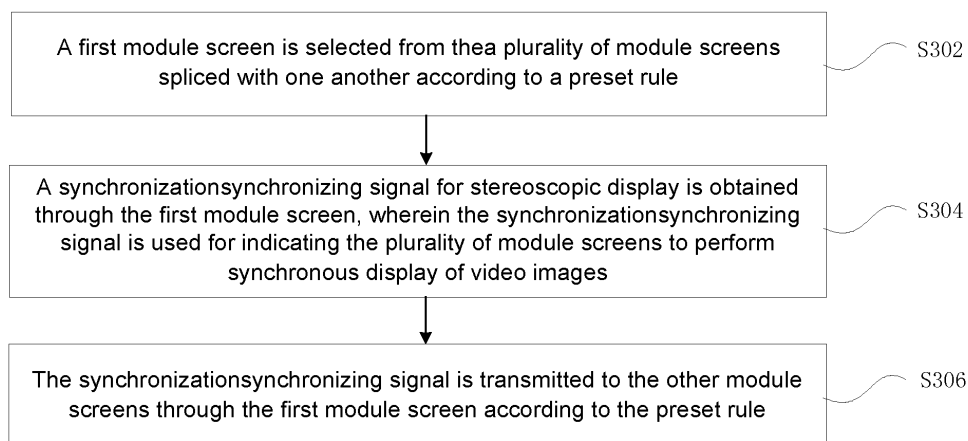 A first module screen is selected from thea plurality of module screens
spliced with one another according to a preset rule
S302
A synchronizationsynchronizing signal for stereoscopic display is obtained
through the first module screen, wherein the synchronizationsynchronizing
signal is used for indicating the plurality of module screens to perform
synchronous display of video images
S304
The synchronizationsynchronizing signal is transmitted to the other module
screens through the first module screen according to the preset rule
S306